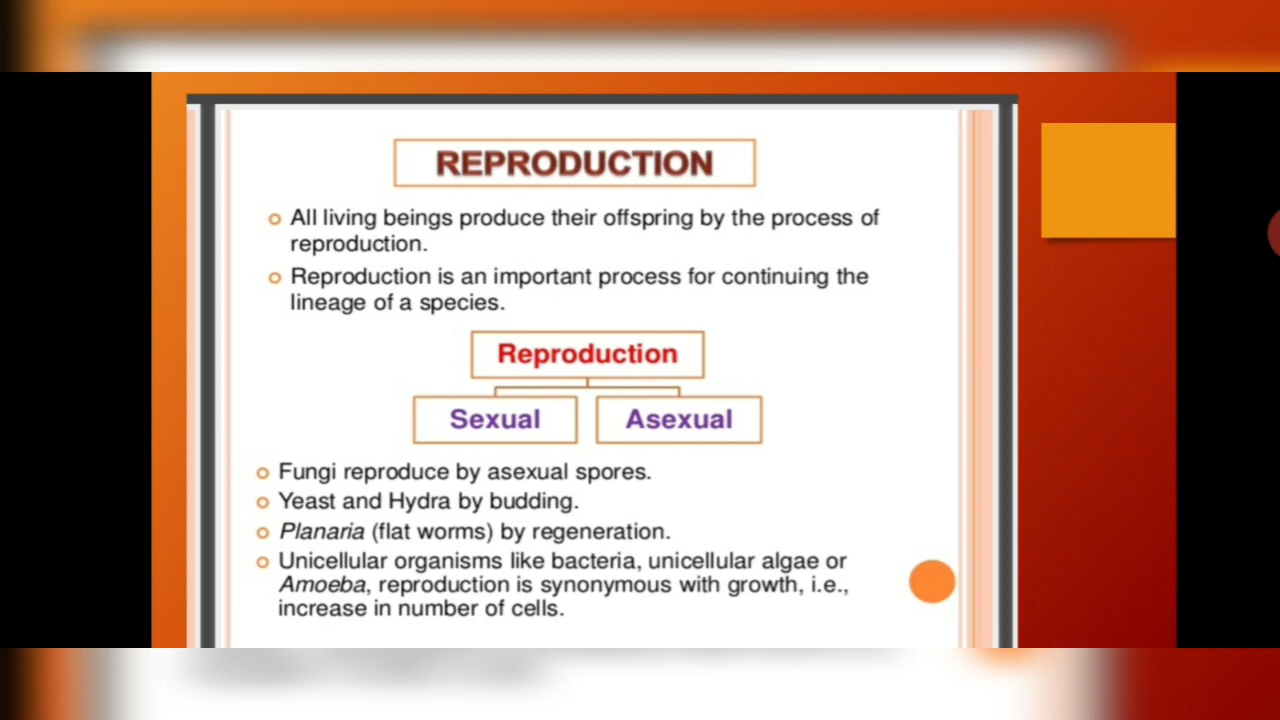 REPRODUCTION
All living beings produce their offspring by the process of
reproduction.
Reproduction is an important process for continuing the
lineage of a species.
Reproduction
Sexual
Asexual
Fungi reproduce by asexual spores.
Yeast and Hydra by budding.
Planaria (flat worms) by regeneration.
Unicellular organisms like bacteria, unicellular algae or
Amoeba, reproduction is synonymous with growth, i.e.,
increase in number of cells.